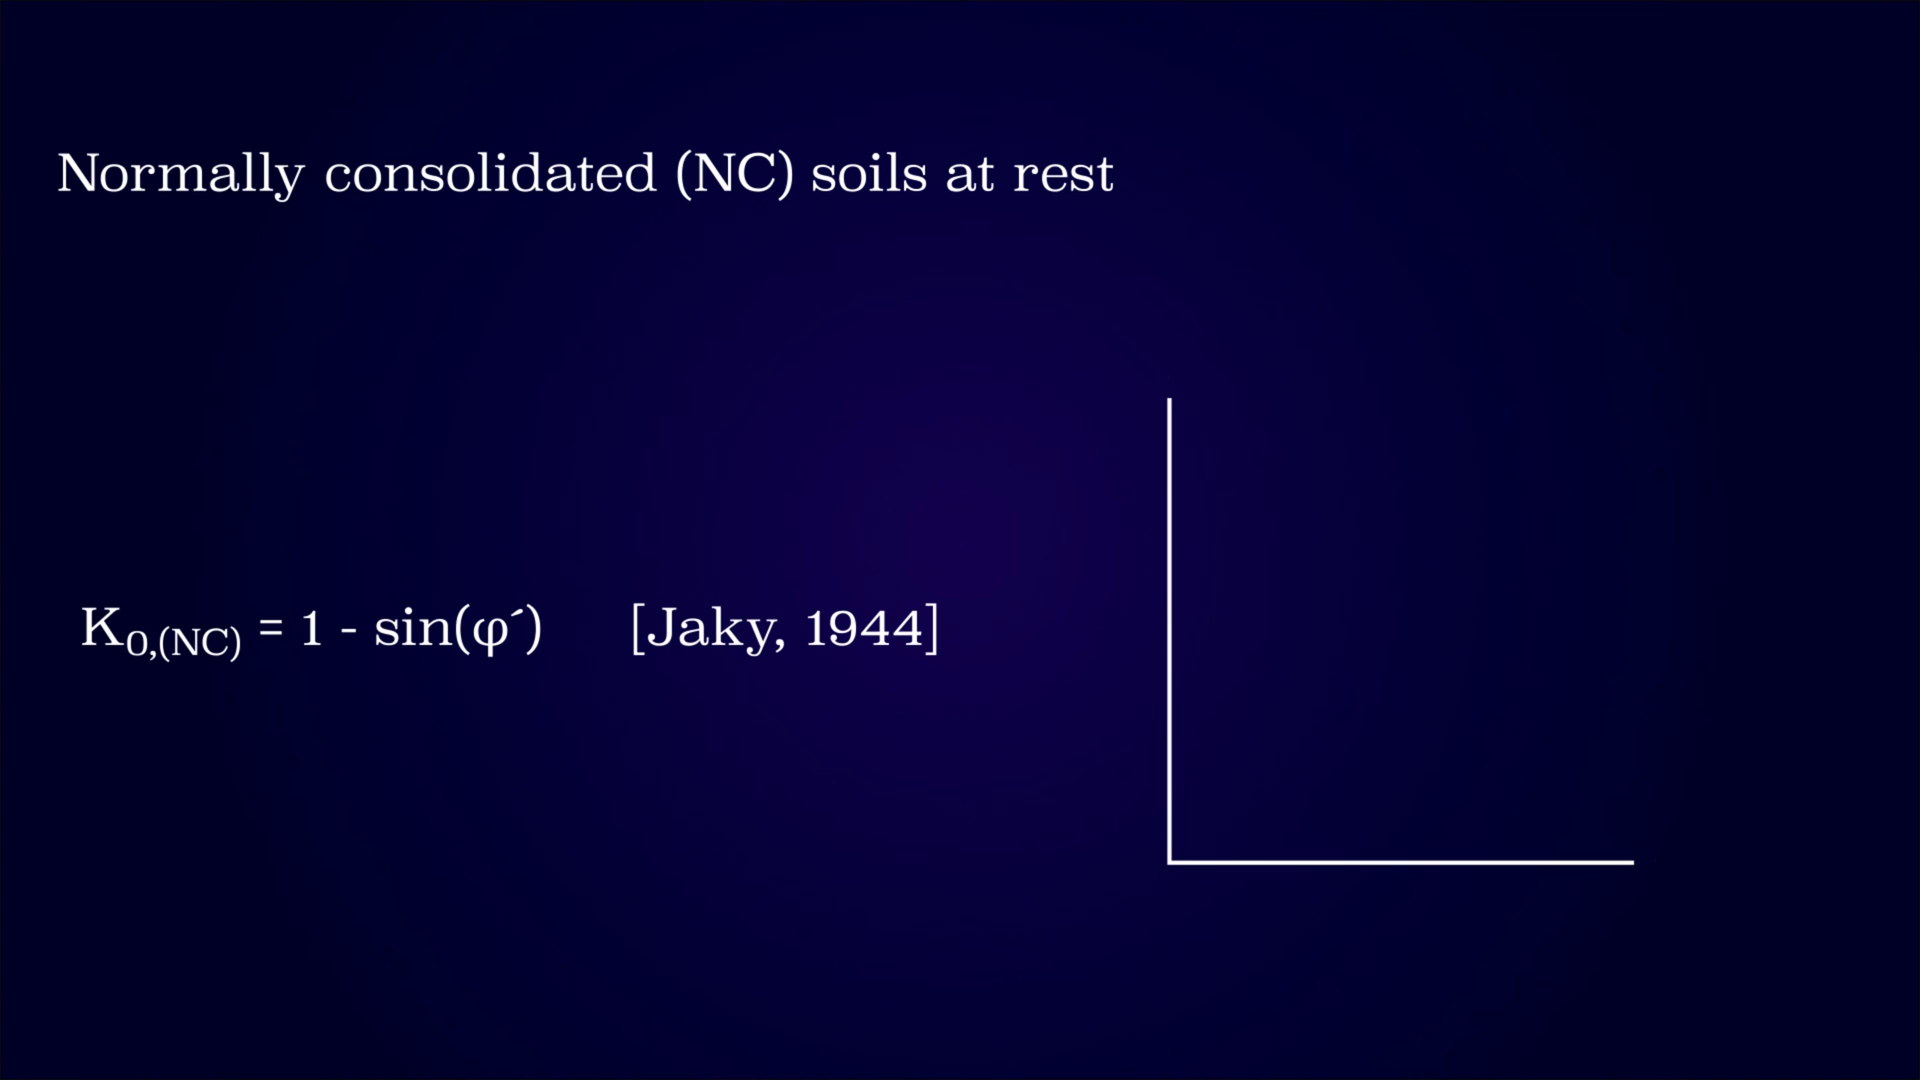 Normally consolidated (NC) soils at rest
K₀,(NC) = 1 - sin(φ´) [Jaky, 1944]